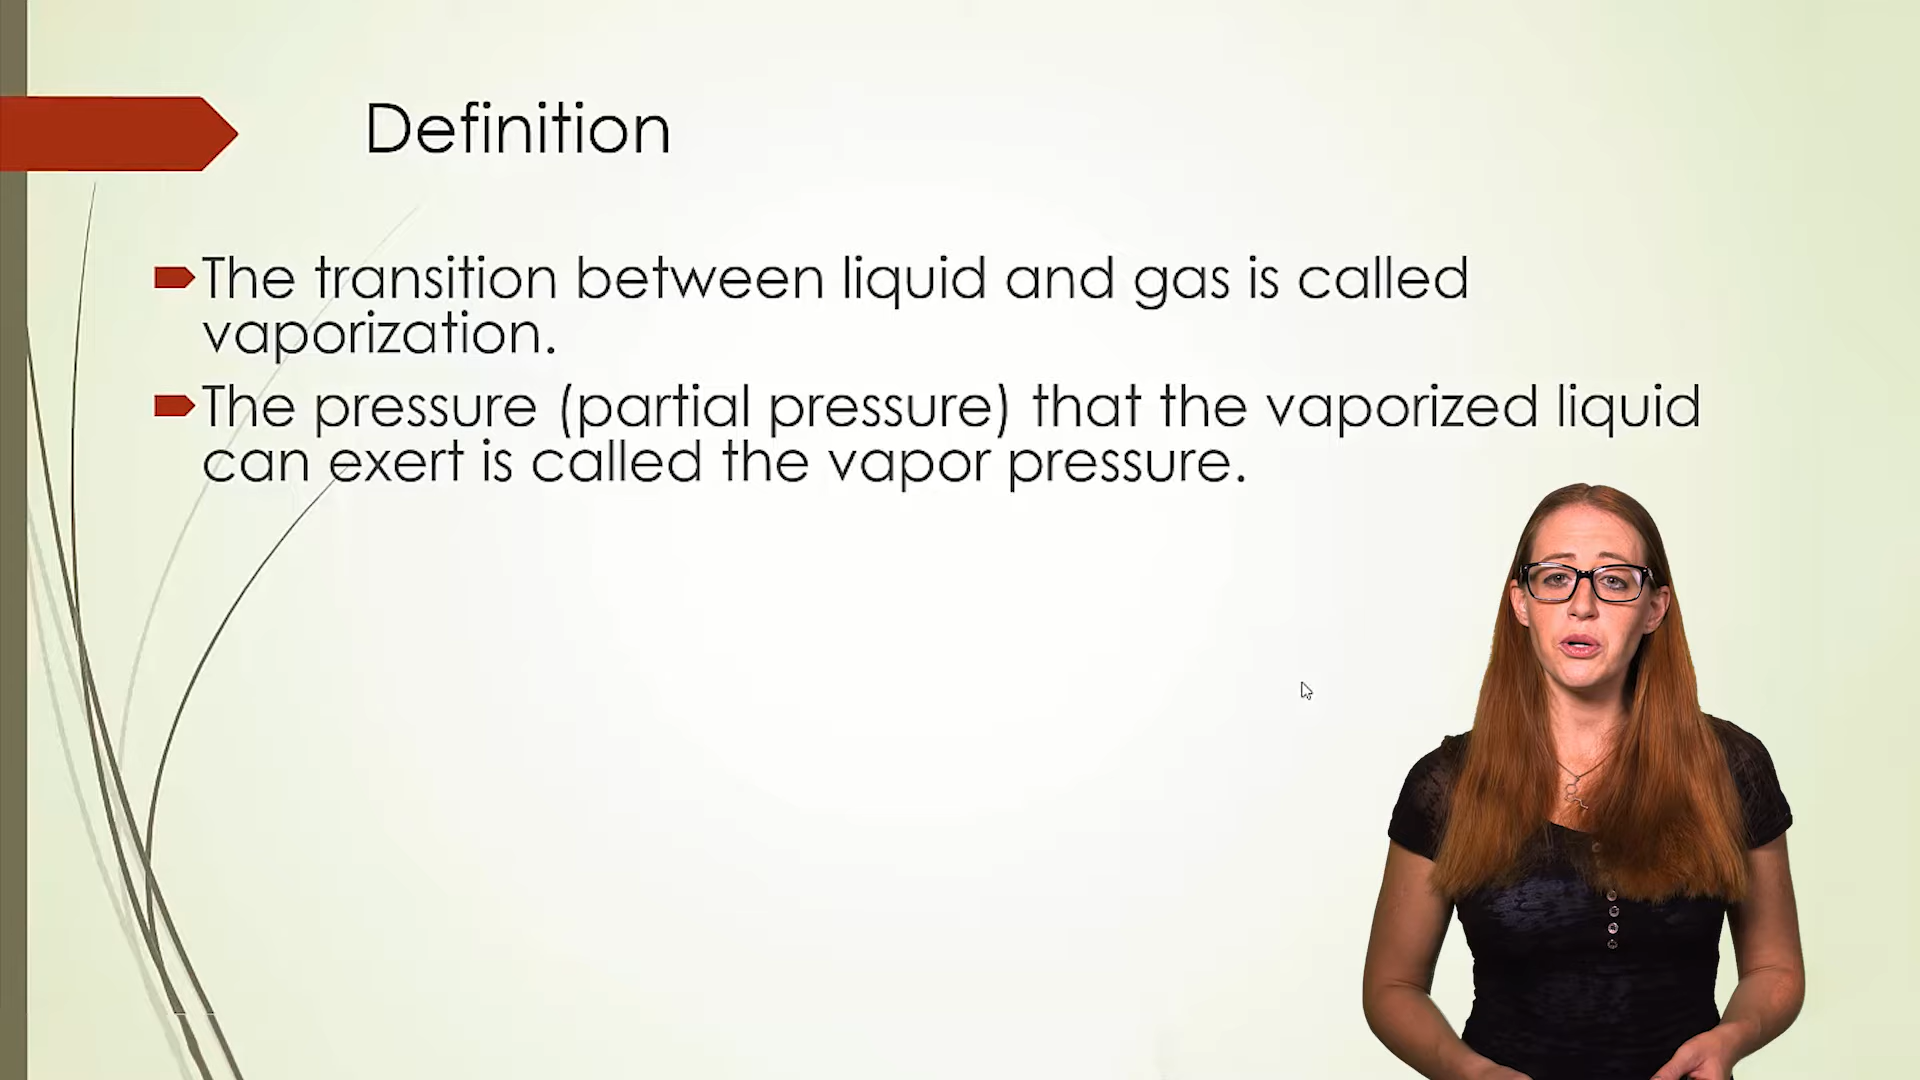 Definition
The transition between liquid and gas is called
vaporization.
The pressure (partial pressure) that the vaporized liquid
can exert is called the vapor pressure.